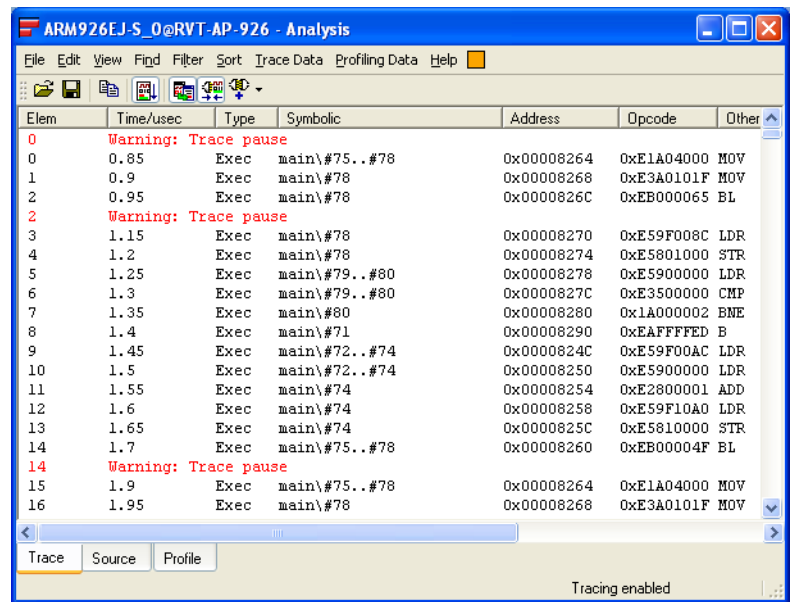 ARM926EJ-S_0@RVT-AP-926 - Analysis
File Edit View Find Filter Sort Trace Data Profiling Data Help
Elem Time/usec Type Symbolic Address Opcode Other
0 Warning: Trace pause
0 0.85 Exec main\#75..#78 0x00008264 0xE1A04000 MOV
1 0.9 Exec main\#78 0x00008268 0xE3A0101F MOV
2 0.95 Exec main\#78 0x0000826C 0xEB000065 BL
2 Warning: Trace pause
3 1.15 Exec main\#78 0x00008270 0xE59F008C LDR
4 1.2 Exec main\#78 0x00008274 0xE5801000 STR
5 1.25 Exec main\#79..#80 0x00008278 0xE5900000 LDR
6 1.3 Exec main\#79..#80 0x0000827C 0xE3500000 CMP
7 1.35 Exec main\#80 0x00008280 0x1A000002 BNE
8 1.4 Exec main\#71 0x00008290 0xEAFFFFED B
9 1.45 Exec main\#72..#74 0x0000824C 0xE59F00AC LDR
10 1.5 Exec main\#72..#74 0x00008250 0xE5900000 LDR
11 1.55 Exec main\#74 0x00008254 0xE2800001 ADD
12 1.6 Exec main\#74 0x00008258 0xE59F10A0 LDR
13 1.65 Exec main\#74 0x0000825C 0xE5810000 STR
14 1.7 Exec main\#75..#78 0x00008260 0xEB00004F BL
14 Warning: Trace pause
15 1.9 Exec main\#75..#78 0x00008264 0xE1A04000 MOV
16 1.95 Exec main\#78 0x00008268 0xE3A0101F MOV
Trace Source Profile
Tracing enabled